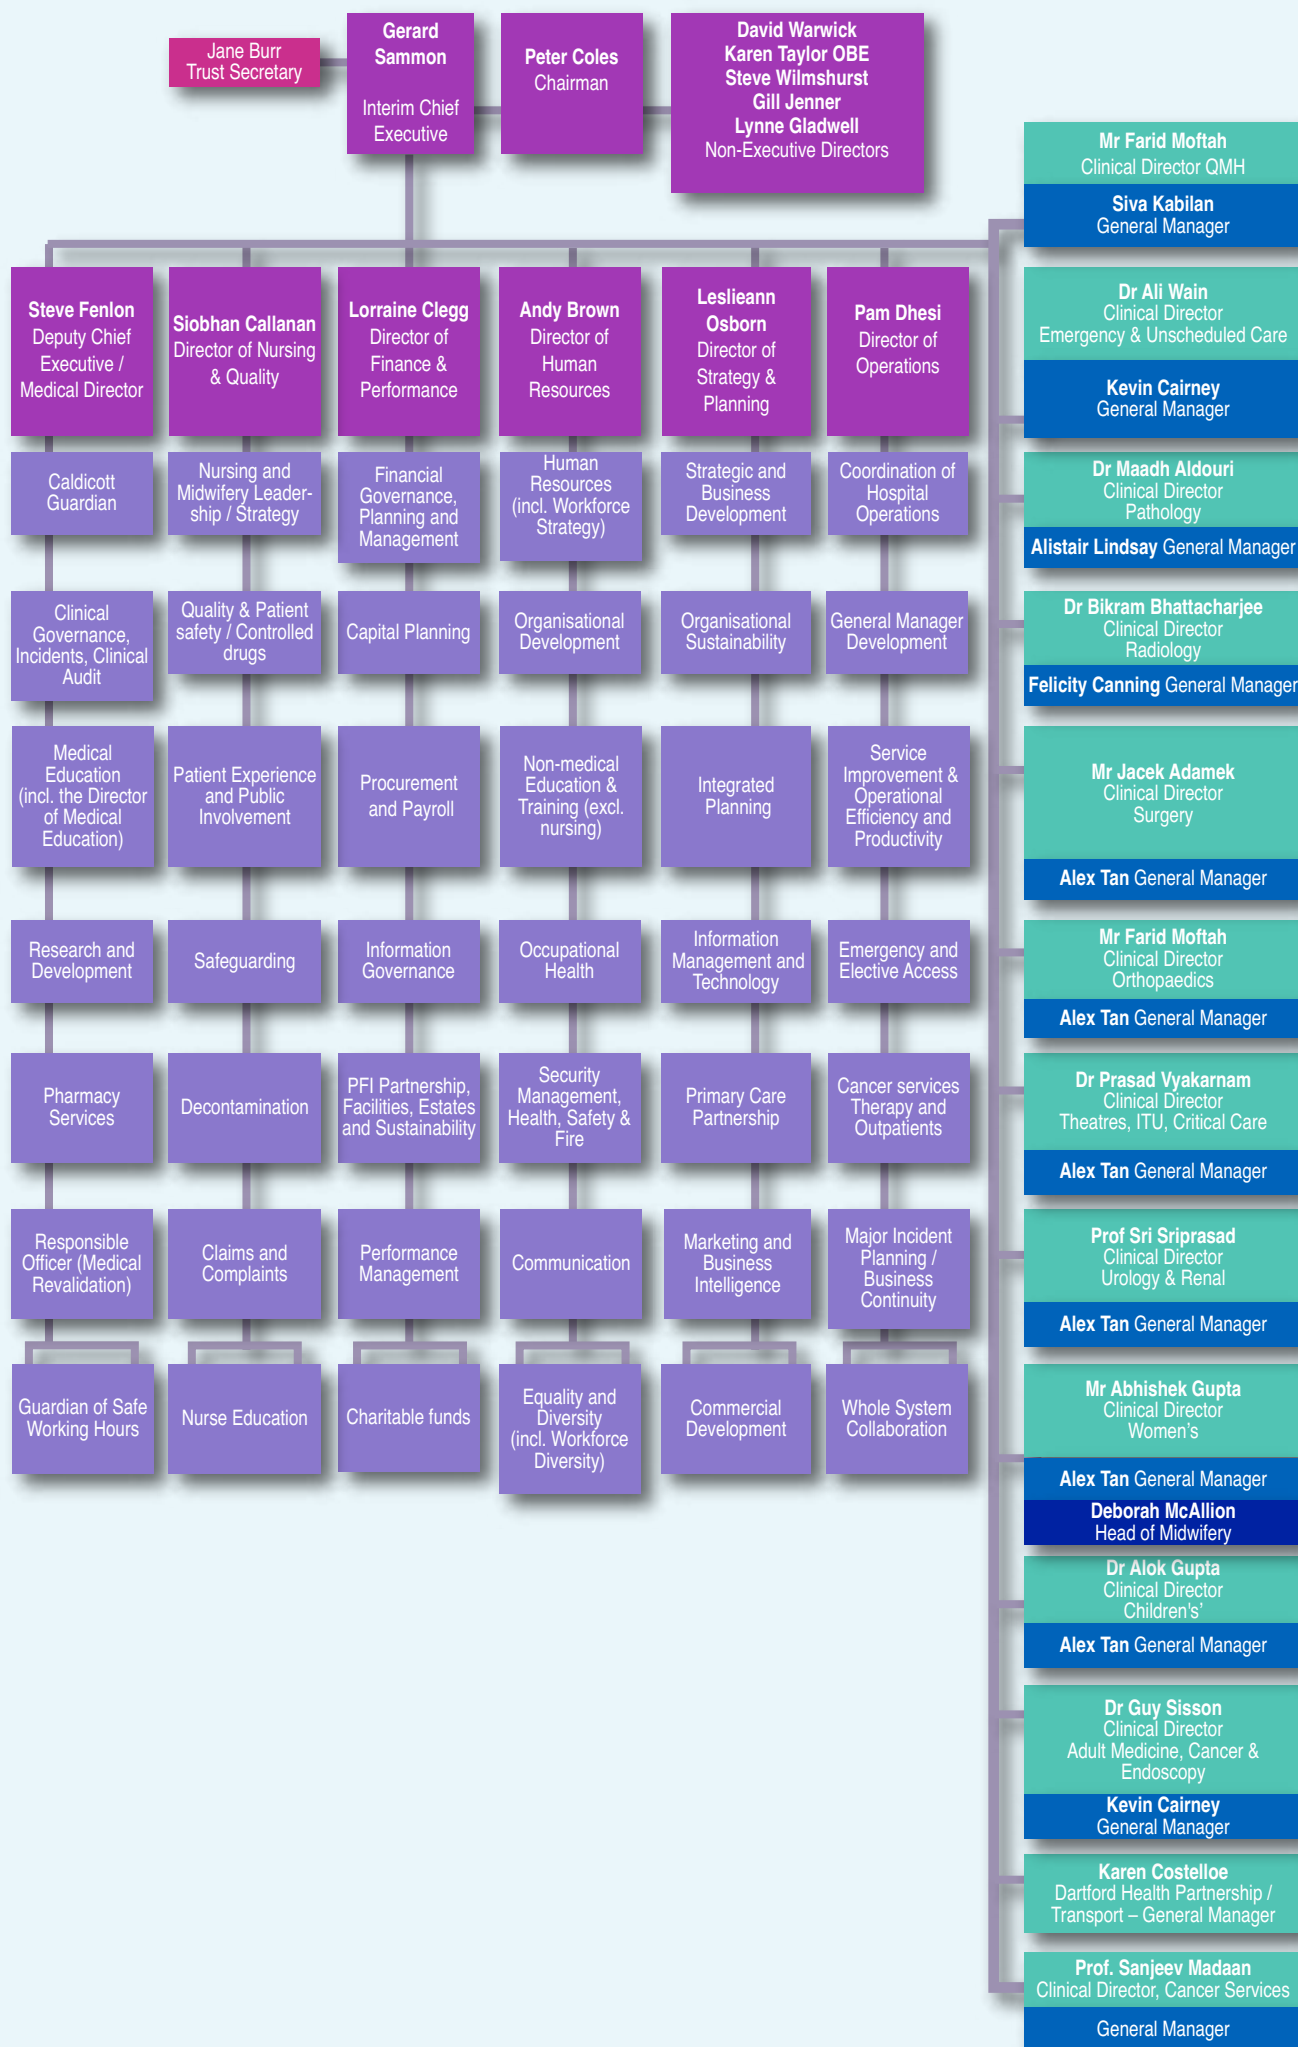 Jane Burr
Trust Secretary
Gerard
Sammon
Interim Chief
Executive
Peter Coles
Chairman
David Warwick
Karen Taylor OBE
Steve Wilmshurst
Gill Jenner
Lynne Gladwell
Non-Executive Directors
Steve Fenlon
Deputy Chief
Executive /
Medical Director
Caldicott
Guardian
Clinical
Governance,
Incidents, Clinical
Audit
Medical
Education
(incl. the Director
of Medical
Education)
Research and
Development
Pharmacy
Services
Responsible
Officer (Medical
Revalidation)
Guardian of Safe
Working Hours
Siobhan Callanan
Director of Nursing
& Quality
Nursing and
Midwifery Leader-
ship / Strategy
Quality & Patient
safety / Controlled
drugs
Patient Experience
and Public
Involvement
Safeguarding
Decontamination
Claims and
Complaints
Nurse Education
Lorraine Clegg
Director of
Finance &
Performance
Financial
Governance,
Planning and
Management
Capital Planning
Procurement
and Payroll
Information
Governance
PFI Partnership,
Facilities, Estates
and Sustainability
Performance
Management
Charitable funds
Andy Brown
Director of
Human
Resources
Human
Resources
(incl. Workforce
Strategy)
Organisational
Development
Non-medical
Education &
Training (excl.
nursing)
Occupational
Health
Security
Management,
Health, Safety &
Fire
Communication
Equality and
Diversity
(incl. Workforce
Diversity)
Leslieann
Osborn
Director of
Strategy &
Planning
Strategic and
Business
Development
Organisational
Sustainability
Integrated
Planning
Information
Management and
Technology
Primary Care
Partnership
Marketing and
Business
Intelligence
Commercial
Development
Pam Dhesi
Director of
Operations
Coordination of
Hospital
Operations
General Manager
Development
Service
Improvement &
Operational
Efficiency and
Productivity
Emergency and
Elective Access
Cancer services
Therapy and
Outpatients
Major Incident
Planning /
Business
Continuity
Whole System
Collaboration
Mr Farid Moftah
Clinical Director QMH
Siva Kabilan
General Manager
Dr Ali Wain
Clinical Director
Emergency & Unscheduled Care
Kevin Cairney
General Manager
Dr Maadh Aldouri
Clinical Director
Pathology
Alistair Lindsay General Manager
Dr Bikram Bhattacharjee
Clinical Director
Radiology
Felicity Canning General Manager
Mr Jacek Adamek
Clinical Director
Surgery
Alex Tan General Manager
Mr Farid Moftah
Clinical Director
Orthopaedics
Alex Tan General Manager
Dr Prasad Vyakarnam
Clinical Director
Theatres, ITU, Critical Care
Alex Tan General Manager
Prof Sri Sriprasad
Clinical Director
Urology & Renal
Alex Tan General Manager
Mr Abhishek Gupta
Clinical Director
Women's
Alex Tan General Manager
Deborah McAllion
Head of Midwifery
Dr Alok Gupta
Clinical Director
Children's'
Alex Tan General Manager
Dr Guy Sisson
Clinical Director
Adult Medicine, Cancer &
Endoscopy
Kevin Cairney
General Manager
Karen Costelloe
Dartford Health Partnership /
Transport – General Manager
Prof. Sanjeev Madaan
Clinical Director, Cancer Services
General Manager